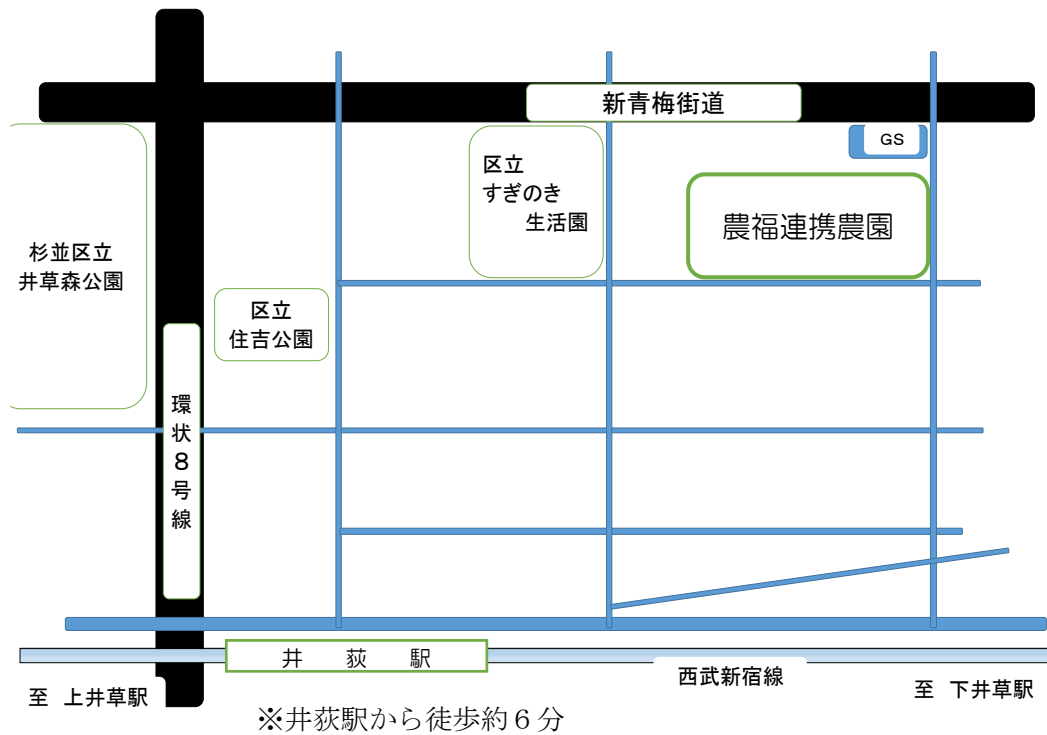 新青梅街道
GS
区立
すぎのき
生活園
農福連携農園
杉並区立
井草森公園
区立
住吉公園
環状８号線
井　荻　駅
西武新宿線
至　上井草駅
至　下井草駅
※井荻駅から徒歩約６分